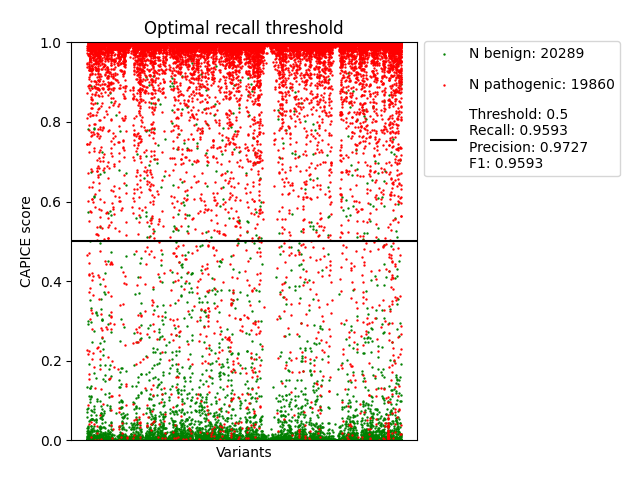 Optimal recall threshold
1.0
0.8
0.6
0.4
0.2
0.0
CAPICE score
Variants
N benign: 20289
N pathogenic: 19860
Threshold: 0.5
Recall: 0.9593
Precision: 0.9727
F1: 0.9593